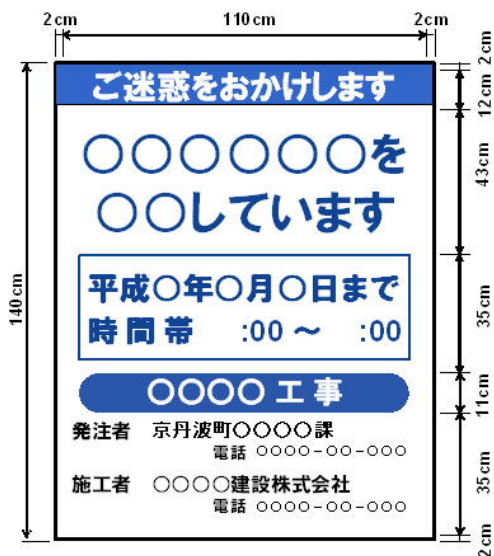 2cm 110cm 2cm
2cm
12cm
43cm
35cm
11cm
35cm
2cm
140cm
ご迷惑をおかけします
○○○○○○を
○○しています
平成○年○月○日まで
時間帯 :00～ :00
○○○○工事
発注者 京丹波町○○○○課
電話 ○○○○-○○-○○○
施工者 ○○○○建設株式会社
電話 ○○○○-○○-○○○